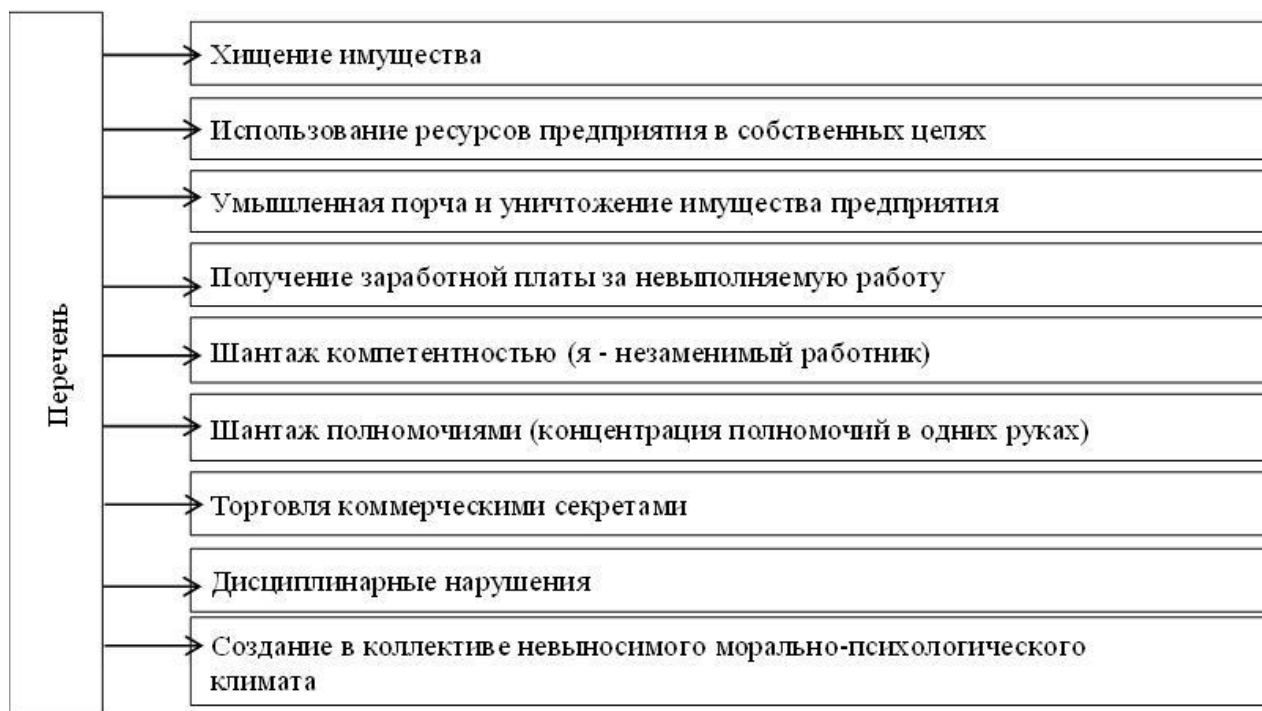 Перечень
Хищение имущества
Использование ресурсов предприятия в собственных целях
Умышленная порча и уничтожение имущества предприятия
Получение заработной платы за невыполняемую работу
Шантаж компетентностью (я - незаменимый работник)
Шантаж полномочиями (концентрация полномочий в одних руках)
Торговля коммерческими секретами
Дисциплинарные нарушения
Создание в коллективе невыносимого морально-психологического
климата